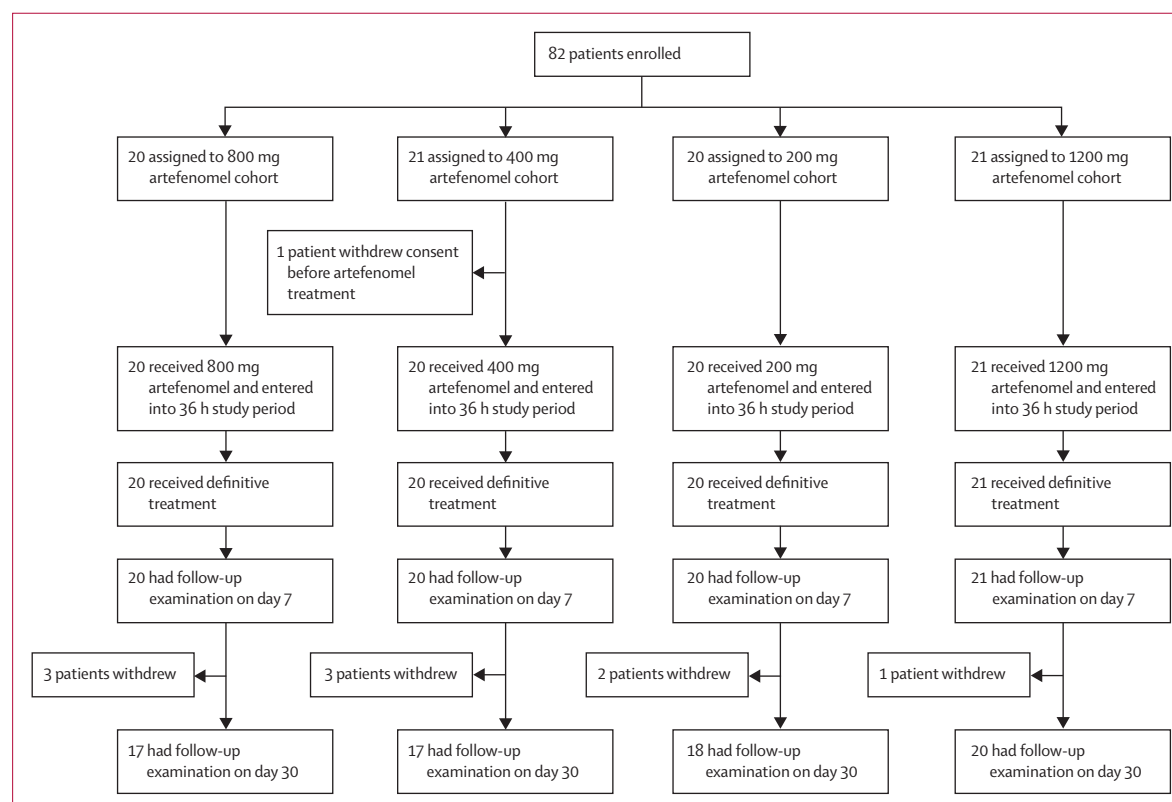 82 patients enrolled
20 assigned to 800 mg
artefenomel cohort
21 assigned to 400 mg
artefenomel cohort
20 assigned to 200 mg
artefenomel cohort
21 assigned to 1200 mg
artefenomel cohort
1 patient withdrew consent
before artefenomel
treatment
20 received 800 mg
artefenomel and entered
into 36 h study period
20 received 400 mg
artefenomel and entered
into 36 h study period
20 received 200 mg
artefenomel and entered
into 36 h study period
21 received 1200 mg
artefenomel and entered
into 36 h study period
20 received definitive
treatment
20 received definitive
treatment
20 received definitive
treatment
21 received definitive
treatment
20 had follow-up
examination on day 7
20 had follow-up
examination on day 7
20 had follow-up
examination on day 7
21 had follow-up
examination on day 7
3 patients withdrew
3 patients withdrew
2 patients withdrew
1 patient withdrew
17 had follow-up
examination on day 30
17 had follow-up
examination on day 30
18 had follow-up
examination on day 30
20 had follow-up
examination on day 30